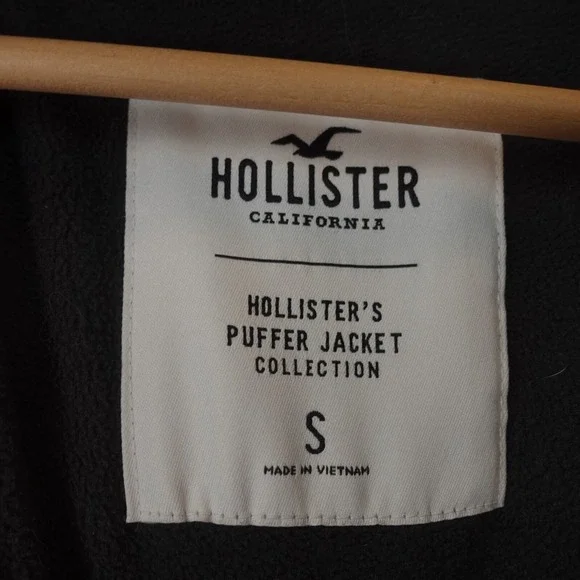 HOLLISTER
CALIFORNIA
HOLLISTER'S
PUFFER JACKET
COLLECTION
S
MADE IN VIETNAM